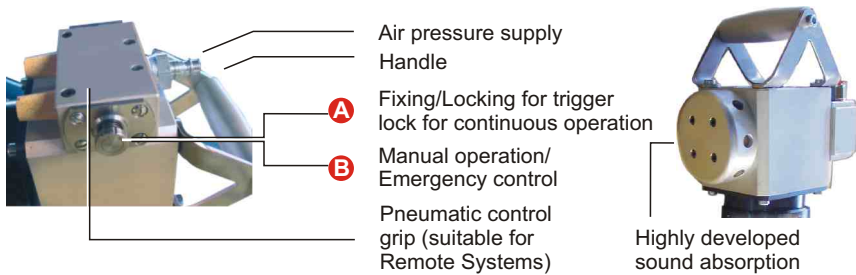 Air pressure supply
Handle
A
Fixing/Locking for trigger
lock for continuous operation
B
Manual operation/
Emergency control
Pneumatic control
grip (suitable for
Remote Systems)
Highly developed
sound absorption